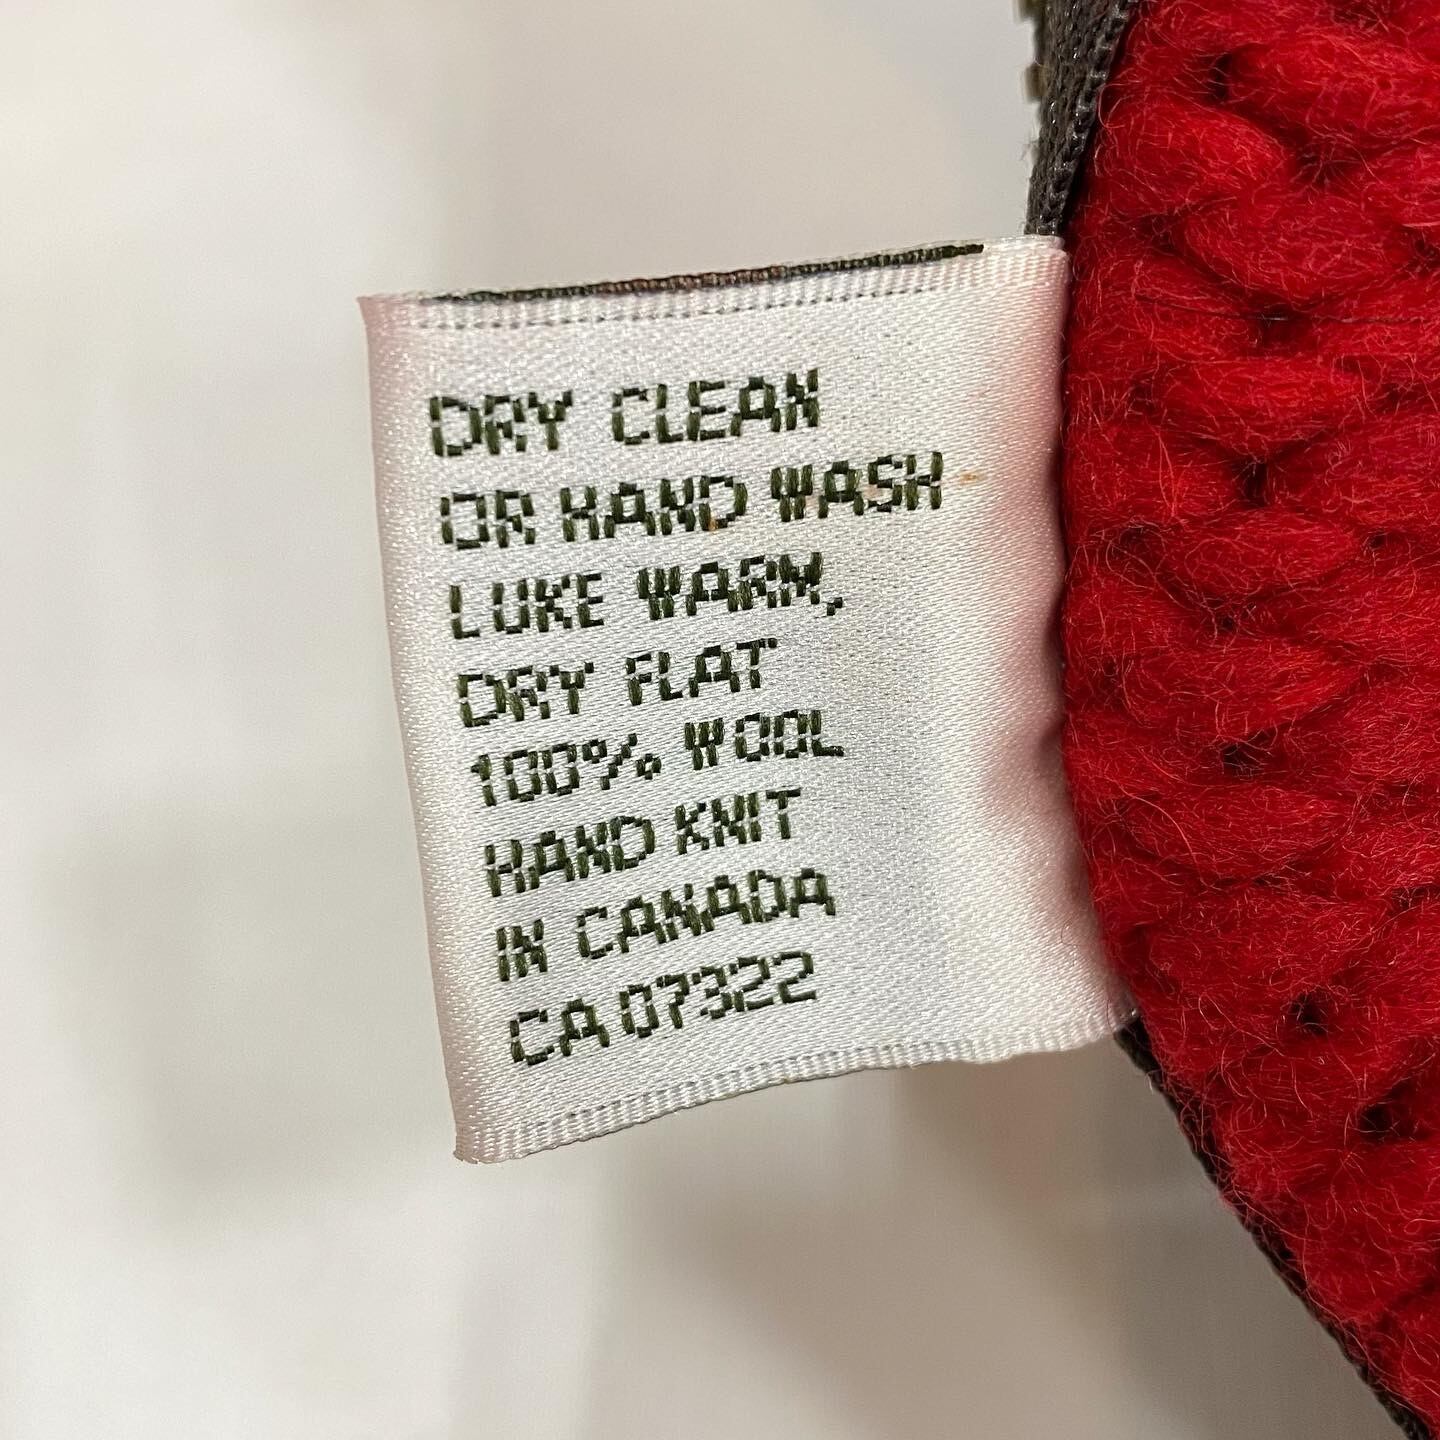 DRY CLEAN
OR HAND WASH
LUKE WARM,
DRY FLAT
100% WOOL
HAND KNIT
IN CANADA
CA 07322